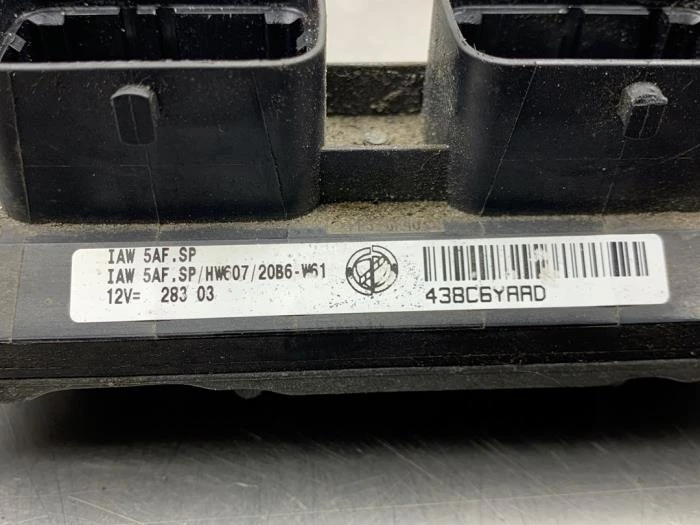 IAW 5AF.SP
IAW 5AF.SP/HW607/20B6-W61
12V= 283 03
438C6YAAD